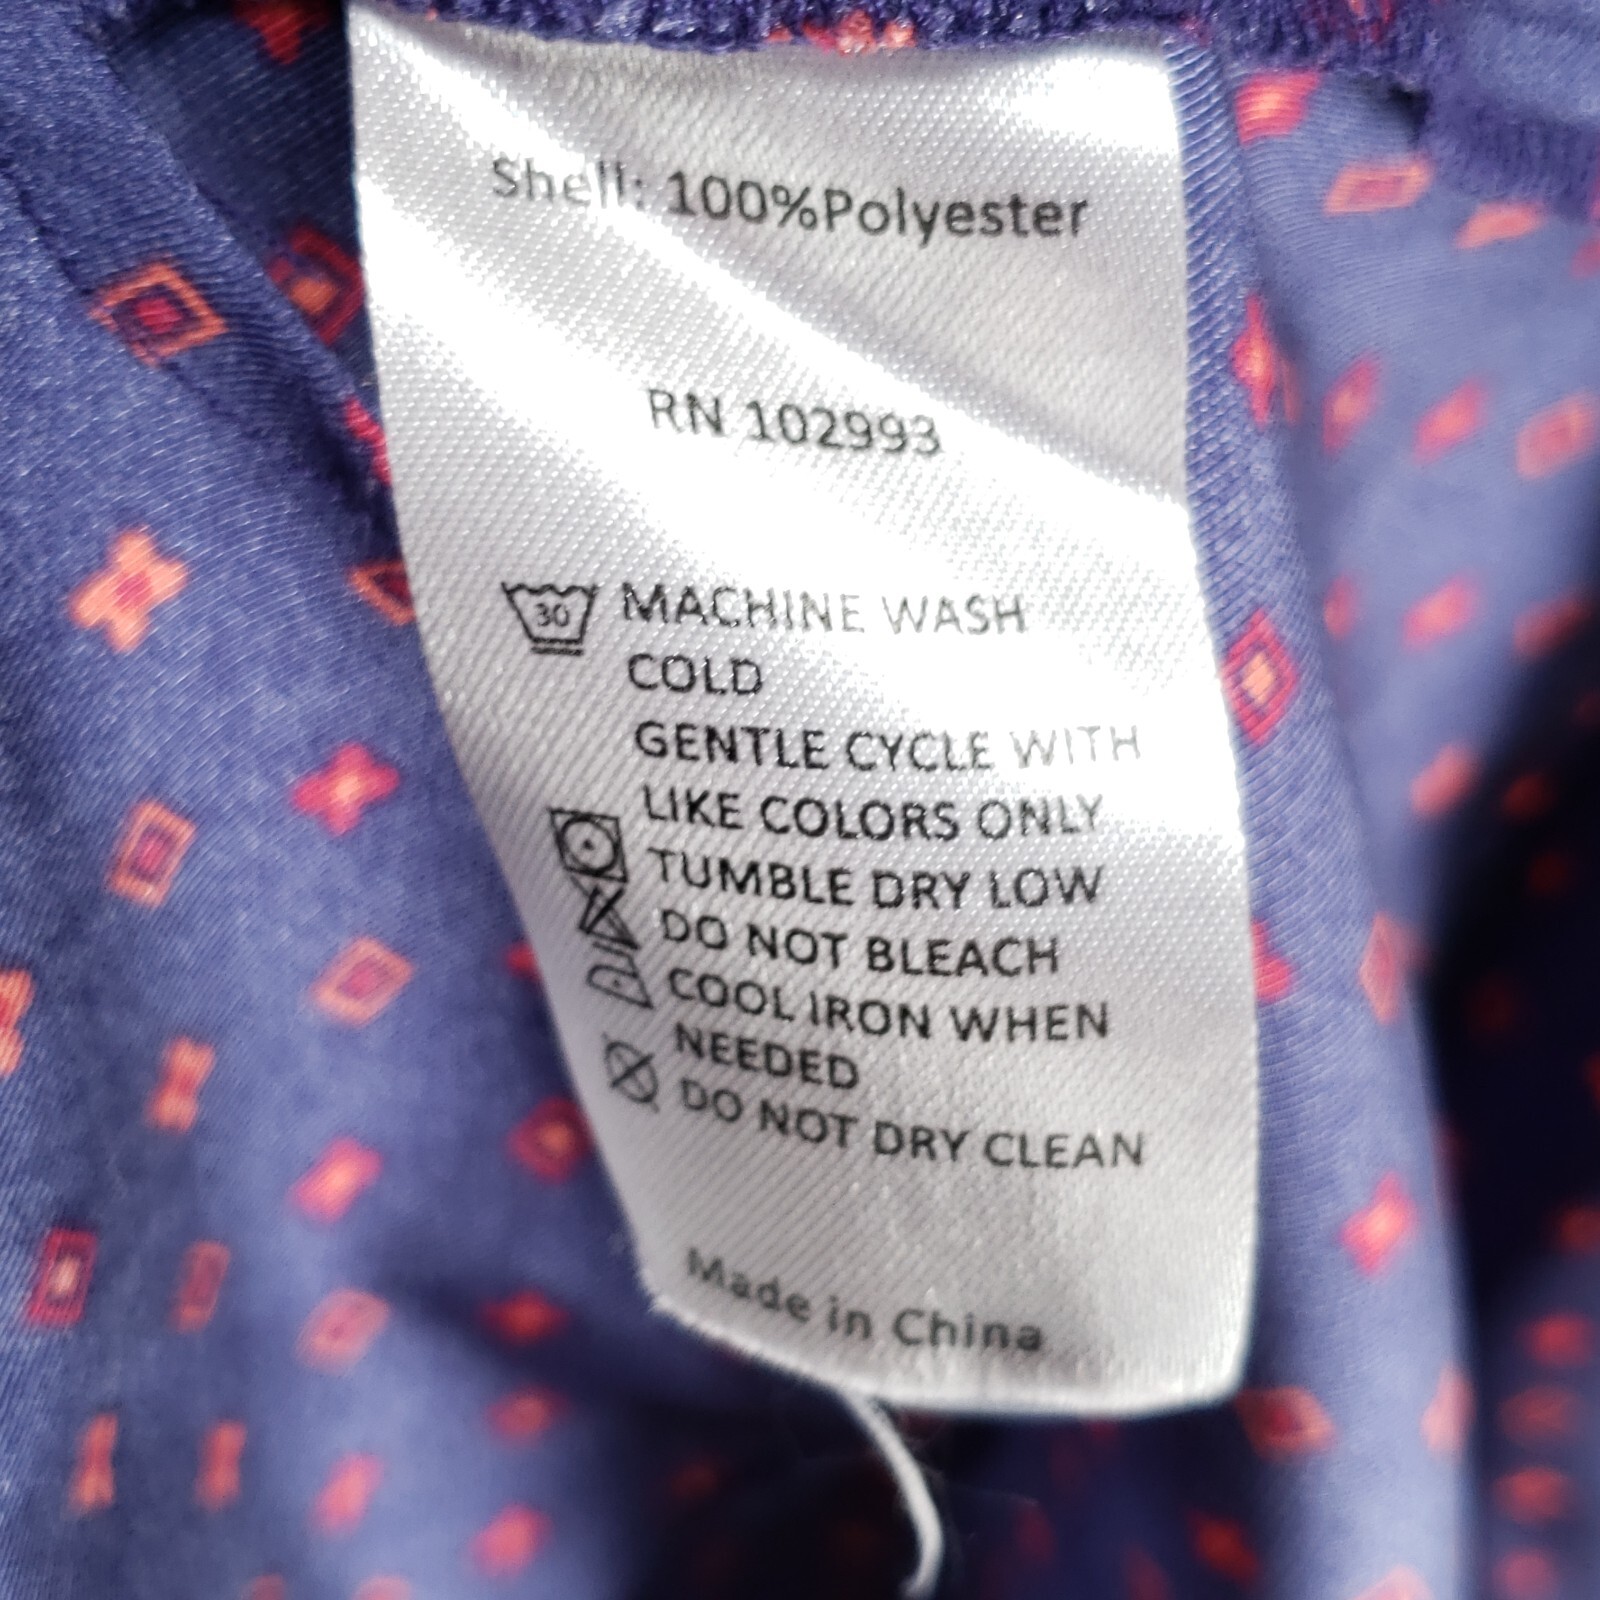 Shell: 100%Polyester
RN 102993
30 MACHINE WASH
COLD
GENTLE CYCLE WITH
LIKE COLORS ONLY
TUMBLE DRY LOW
DO NOT BLEACH
COOL IRON WHEN
NEEDED
DO NOT DRY CLEAN
Made in China